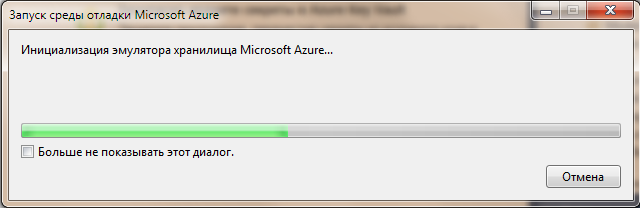 Запуск среды отладки Microsoft Azure
Инициализация эмулятора хранилища Microsoft Azure...
Больше не показывать этот диалог.
Отмена